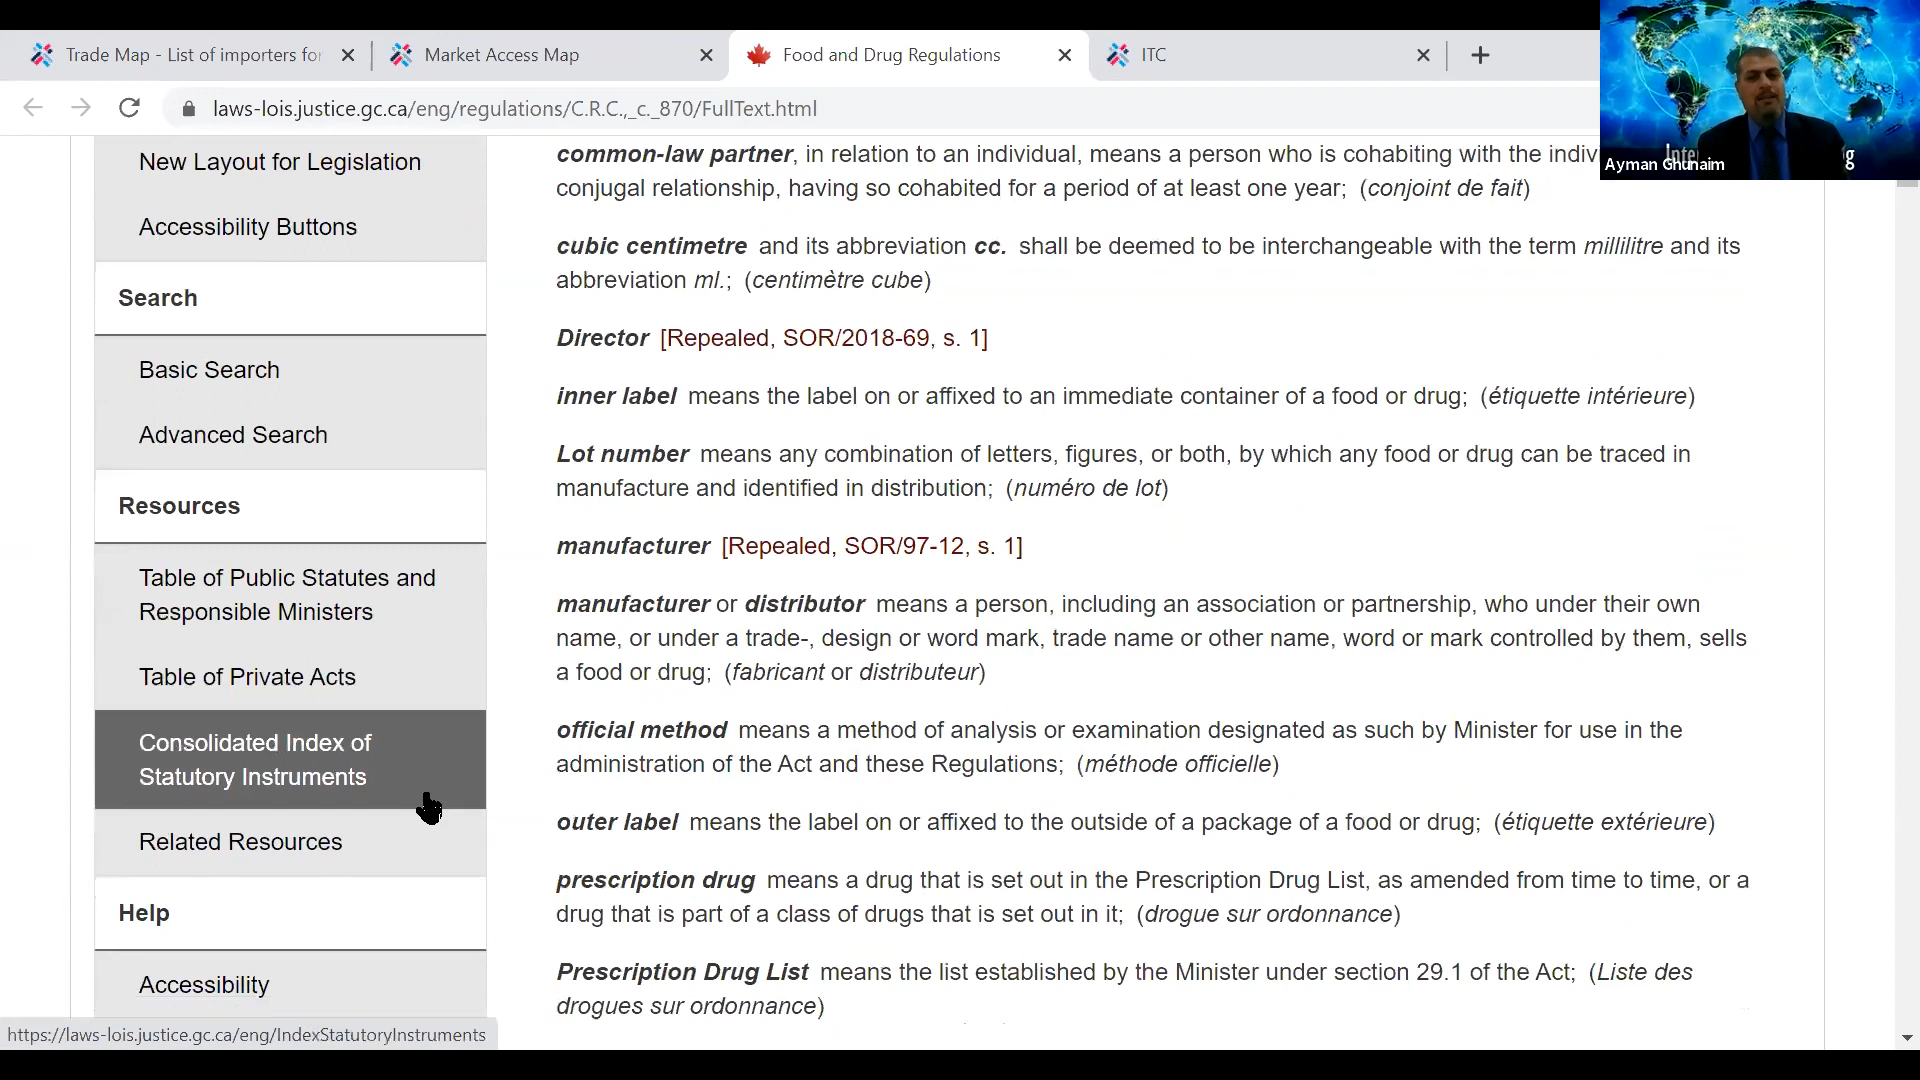 Trade Map - List of importers for
Market Access Map
Food and Drug Regulations
ITC
laws-lois.justice.gc.ca/eng/regulations/C.R.C.,_c._870/FullText.html
Ayman Ghunaim
New Layout for Legislation
Accessibility Buttons
Search
Basic Search
Advanced Search
Resources
Table of Public Statutes and
Responsible Ministers
Table of Private Acts
Consolidated Index of
Statutory Instruments
Related Resources
Help
Accessibility
common-law partner, in relation to an individual, means a person who is cohabiting with the
conjugal relationship, having so cohabited for a period of at least one year; (conjoint de fait)
cubic centimetre and its abbreviation cc. shall be deemed to be interchangeable with the term millilitre and its
abbreviation ml.; (centimètre cube)
Director [Repealed, SOR/2018-69, s. 1]
inner label means the label on or affixed to an immediate container of a food or drug; (étiquette intérieure)
Lot number means any combination of letters, figures, or both, by which any food or drug can be traced in
manufacture and identified in distribution; (numéro de lot)
manufacturer [Repealed, SOR/97-12, s. 1]
manufacturer or distributor means a person, including an association or partnership, who under their own
name, or under a trade-, design or word mark, trade name or other name, word or mark controlled by them, sells
a food or drug; (fabricant or distributeur)
official method means a method of analysis or examination designated as such by Minister for use in the
administration of the Act and these Regulations; (méthode officielle)
outer label means the label on or affixed to the outside of a package of a food or drug; (étiquette extérieure)
prescription drug means a drug that is set out in the Prescription Drug List, as amended from time to time, or a
drug that is part of a class of drugs that is set out in it; (drogue sur ordonnance)
Prescription Drug List means the list established by the Minister under section 29.1 of the Act; (Liste des
drogues sur ordonnance)
https://laws-lois.justice.gc.ca/eng/IndexStatutoryInstruments